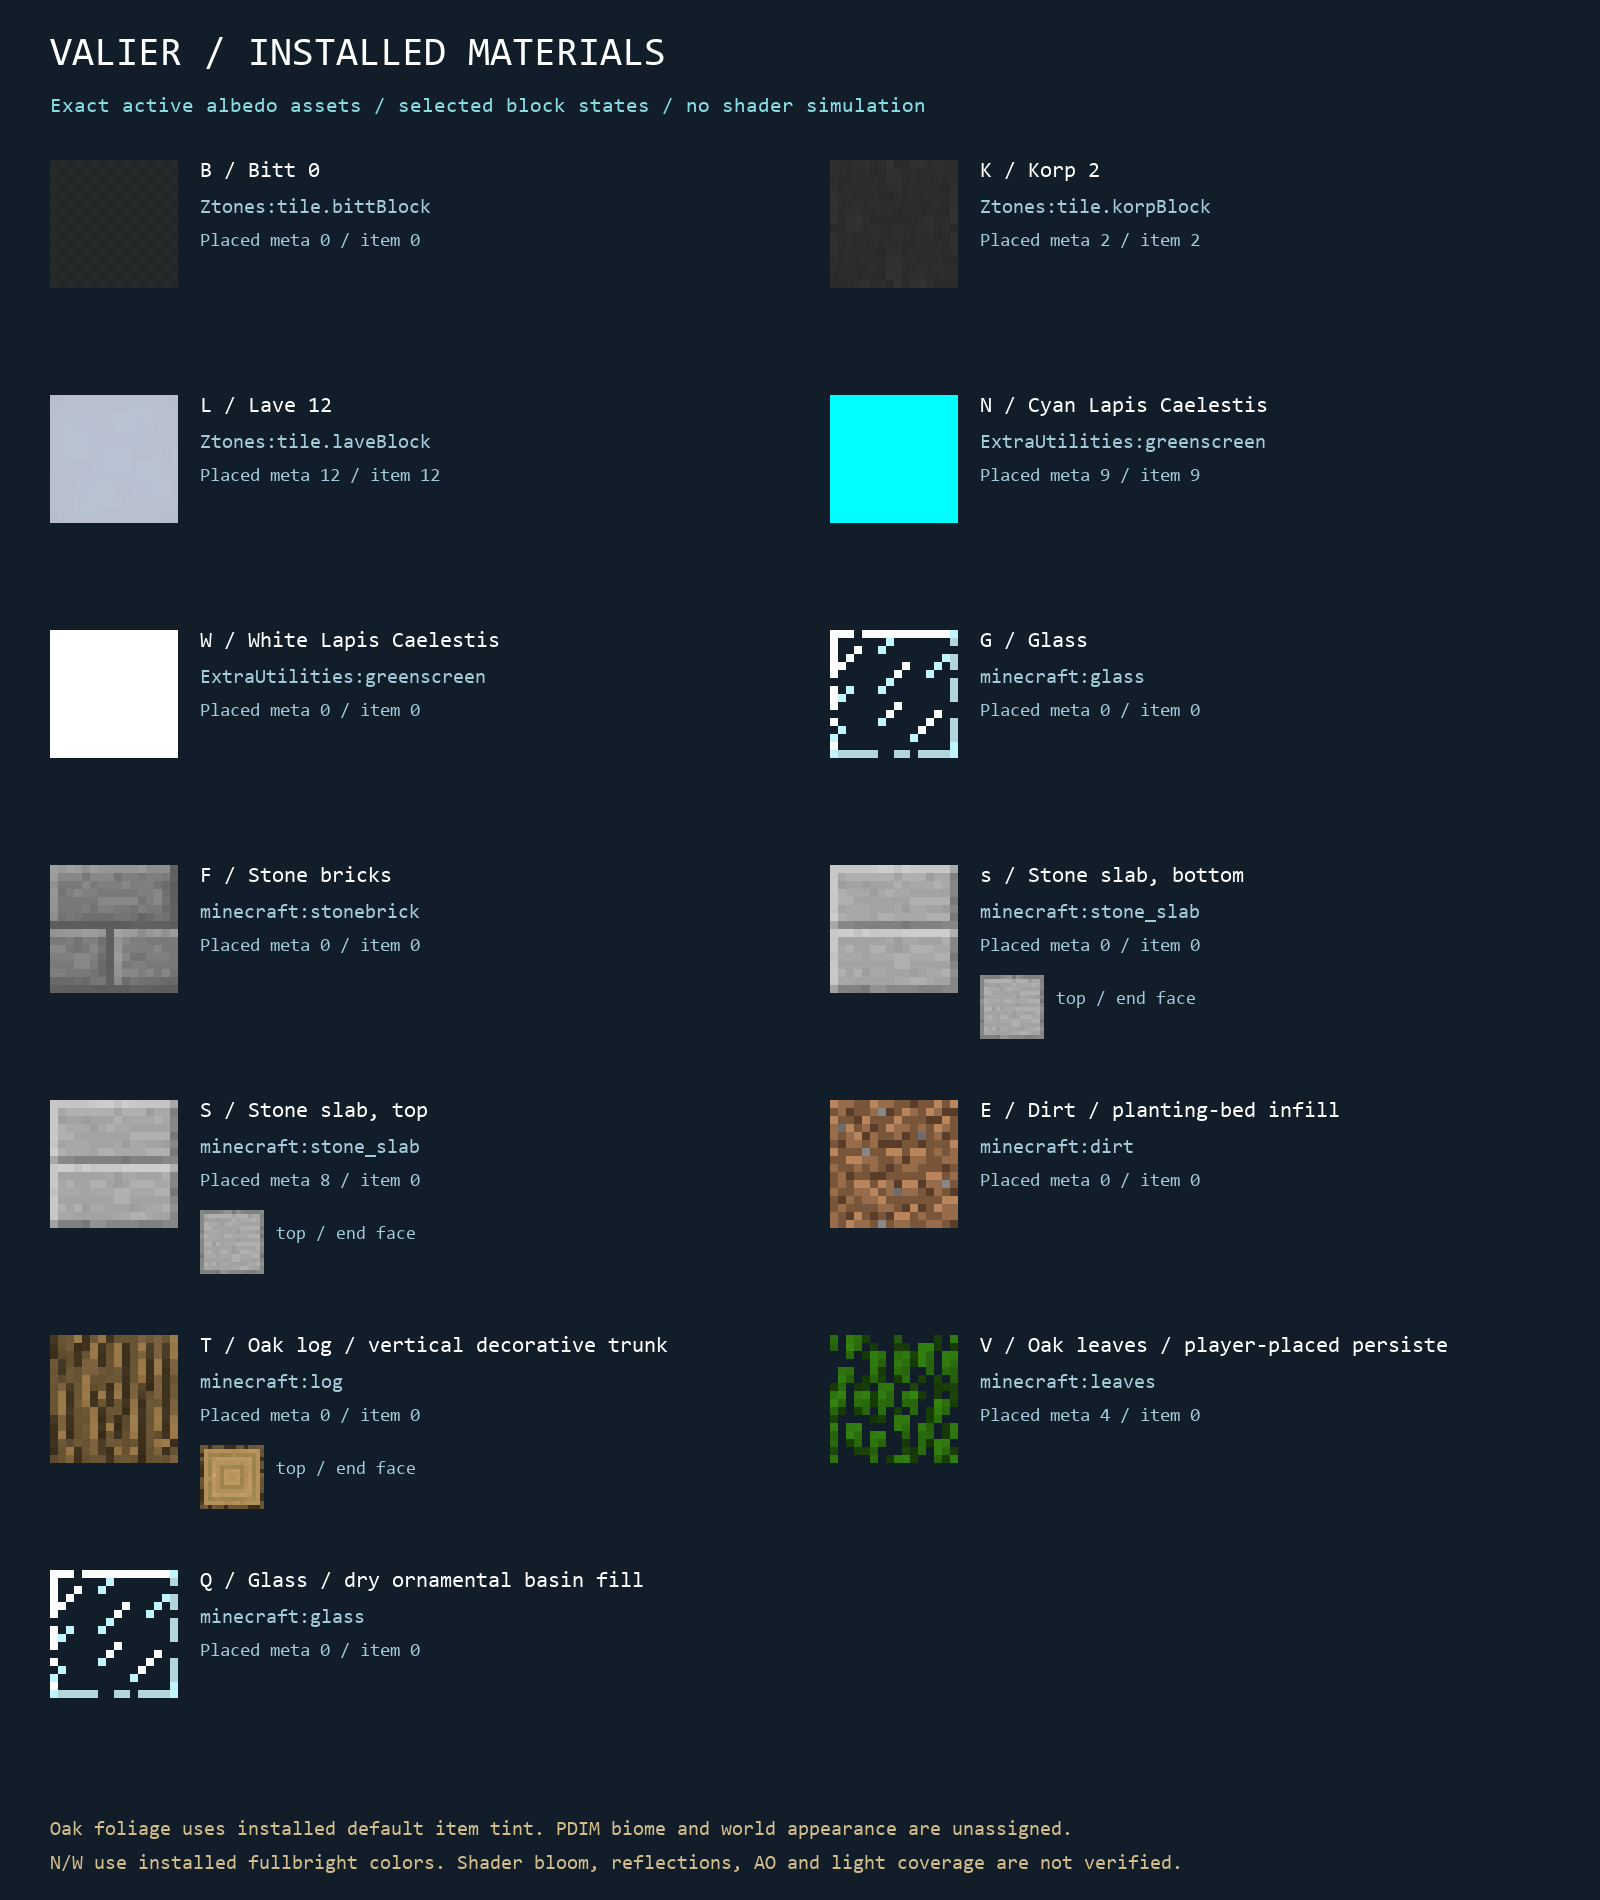 VALIER / INSTALLED MATERIALS
Exact active albedo assets / selected block states / no shader simulation
B / Bitt 0
Ztones:tile.bittBlock
Placed meta 0 / item 0
K / Korp 2
Ztones:tile.korpBlock
Placed meta 2 / item 2
L / Lave 12
Ztones:tile.laveBlock
Placed meta 12 / item 12
N / Cyan Lapis Caelestis
ExtraUtilities:greenscreen
Placed meta 9 / item 9
W / White Lapis Caelestis
ExtraUtilities:greenscreen
Placed meta 0 / item 0
G / Glass
minecraft:glass
Placed meta 0 / item 0
F / Stone bricks
minecraft:stonebrick
Placed meta 0 / item 0
s / Stone slab, bottom
minecraft:stone_slab
Placed meta 0 / item 0
top / end face
S / Stone slab, top
minecraft:stone_slab
Placed meta 8 / item 0
top / end face
E / Dirt / planting-bed infill
minecraft:dirt
Placed meta 0 / item 0
T / Oak log / vertical decorative trunk
minecraft:log
Placed meta 0 / item 0
top / end face
V / Oak leaves / player-placed persiste
minecraft:leaves
Placed meta 4 / item 0
Q / Glass / dry ornamental basin fill
minecraft:glass
Placed meta 0 / item 0
Oak foliage uses installed default item tint. PDIM biome and world appearance are unassigned.
N/W use installed fullbright colors. Shader bloom, reflections, AO and light coverage are not verified.